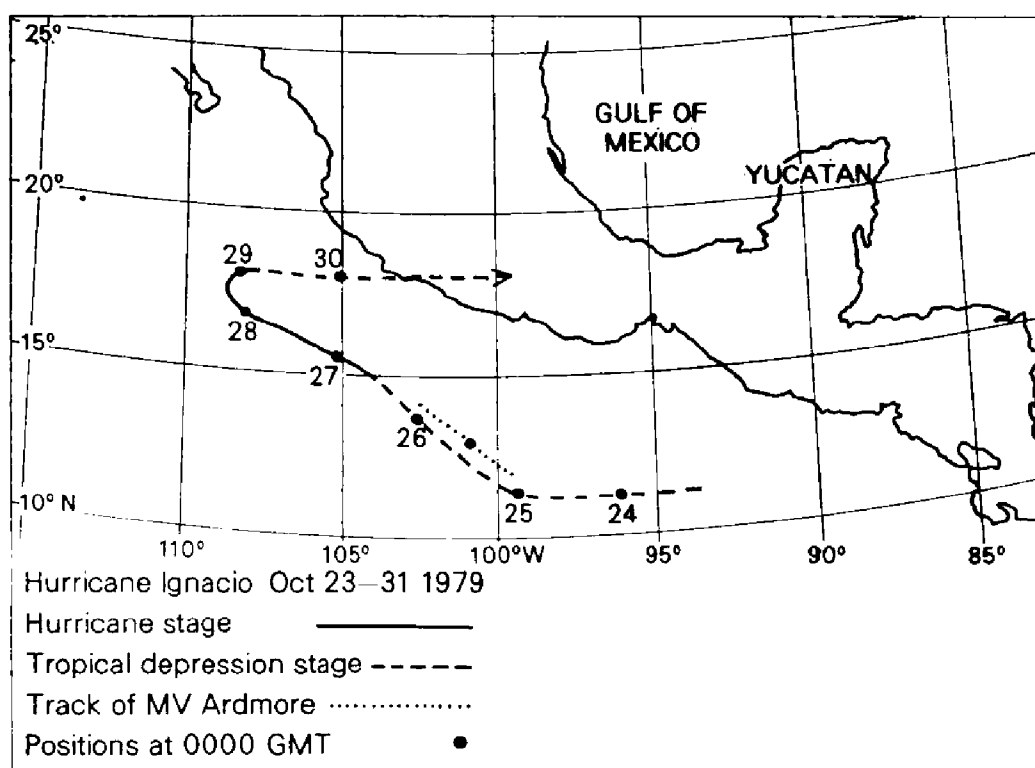 25°
GULF OF
MEXICO
YUCATAN
20°
29
30
28
15°
27
26
10° N
25
24
110°
105°
100°W
95°
90°
85°
Hurricane Ignacio Oct 23–31 1979
Hurricane stage
Tropical depression stage
Track of MV Ardmore
Positions at 0000 GMT